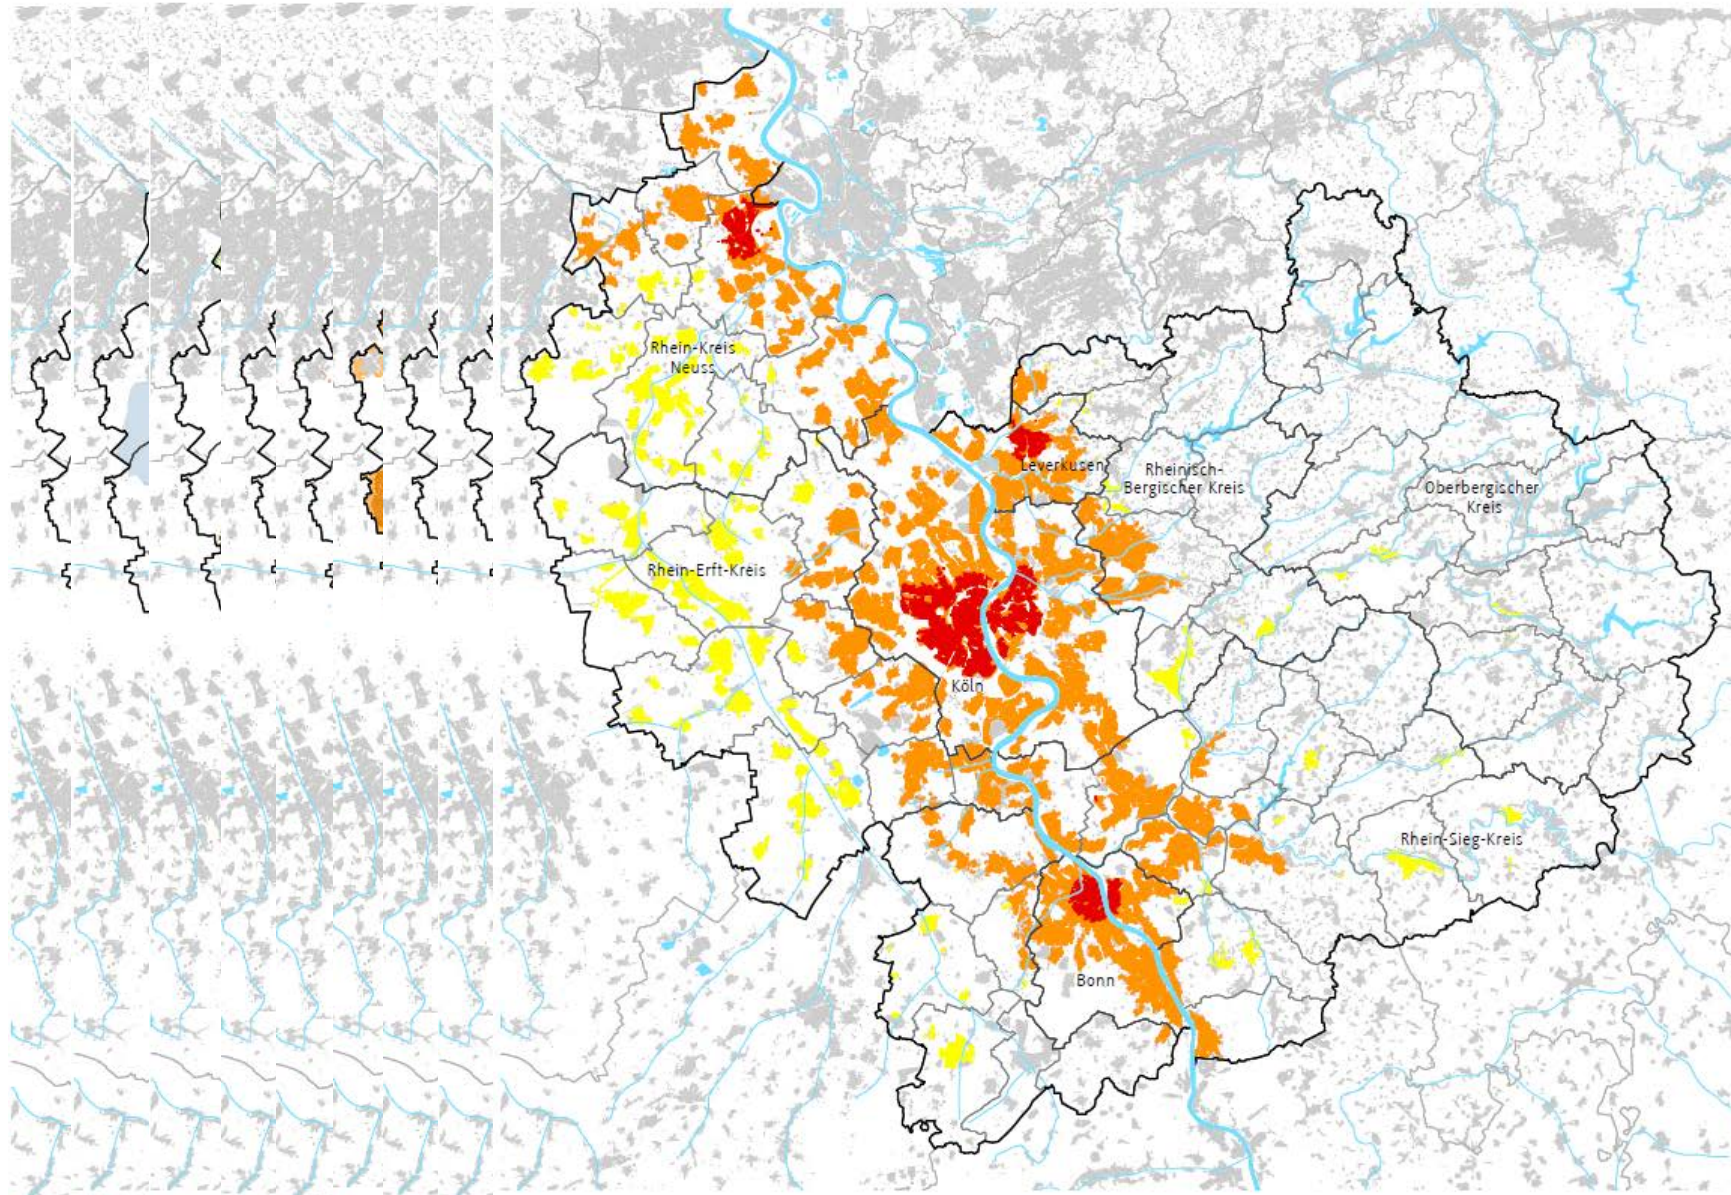 Rhein-Kreis
Neuss
Leverkusen
Rheinisch-
Bergischer Kreis
Oberbergischer
Kreis
Rhein-Erft-Kreis
Köln
Rhein-Sieg-Kreis
Bonn